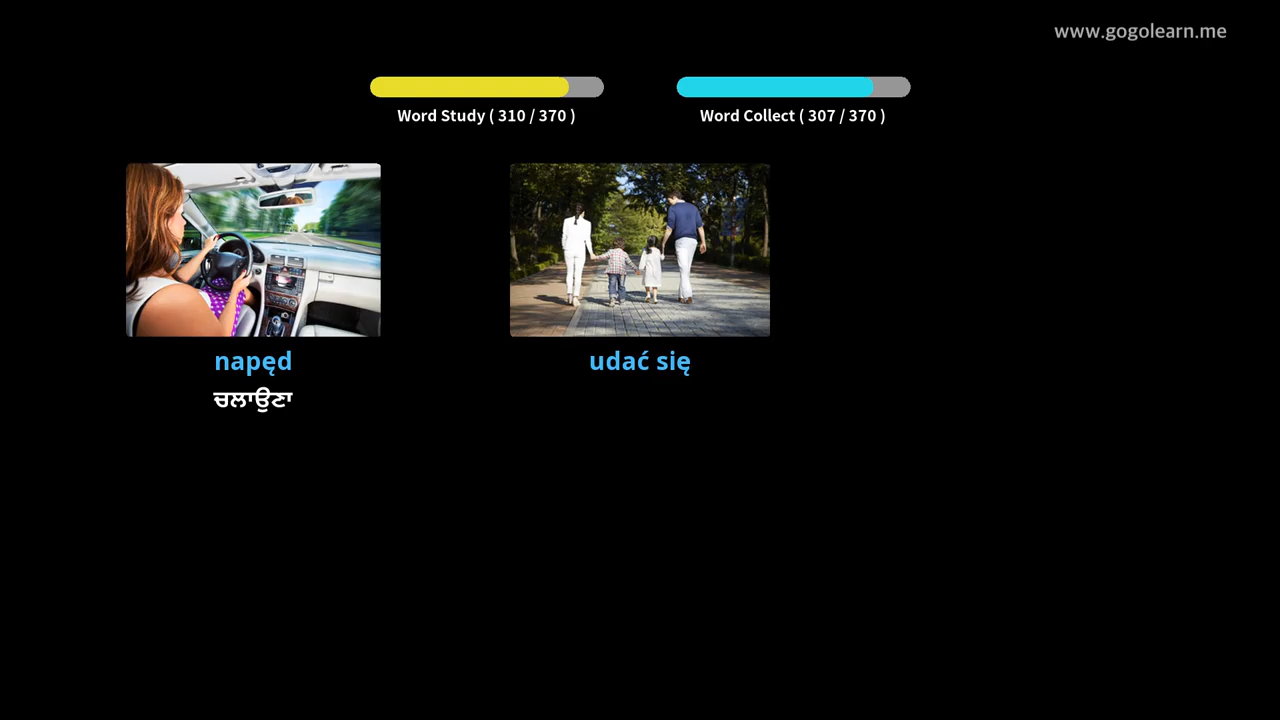 www.gogolearn.me
Word Study ( 310 / 370 )
Word Collect ( 307 / 370 )
napęd
udać się
ਚਲਾਉਣਾ